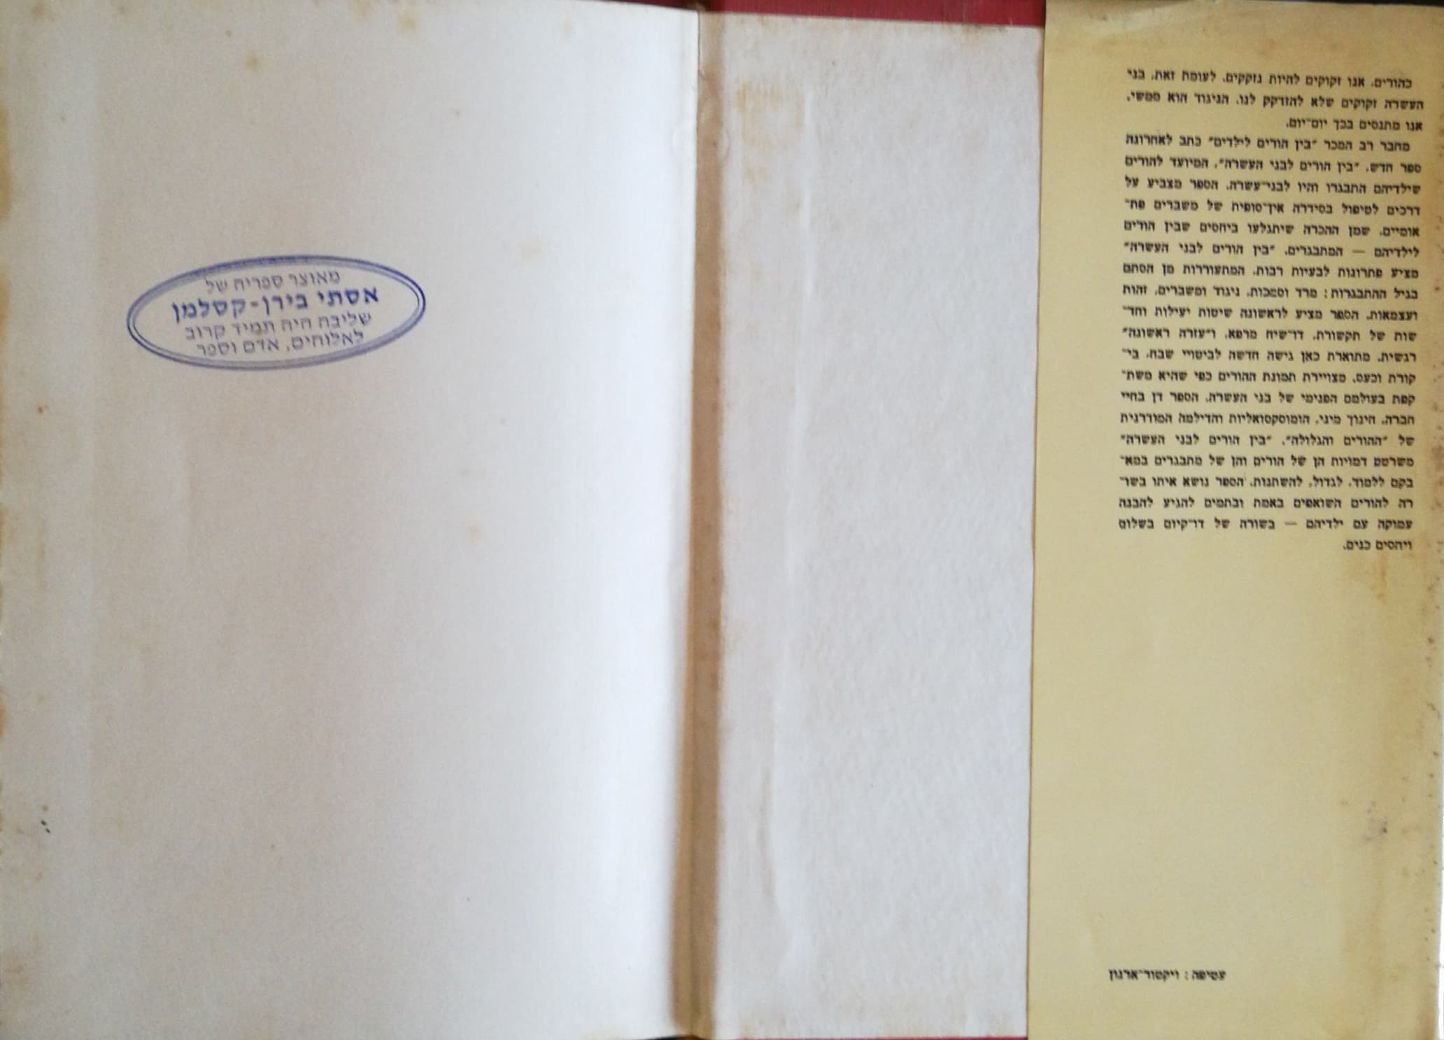 כהורים, אנו זקוקים להיות נזקקים. לעומת זאת, בני
העשרה זקוקים שלא להזדקק לנו. הניגוד הוא ממשי,
אנו מתנסים בכך יום־יום.
מחבר רב המכר "בין הורים לילדים" כתב לאחרונה
ספר חדש, "בין הורים לבני העשרה", המיועד להורים
שילדיהם התבגרו והיו לבני־עשרה. הספר מצביע על
דרכים לטיפול בסידרה אין־סופית של משברים פת־
אומיים, שמן ההכרח שיתגלעו ביחסים שבין הורים
לילדיהם — המתבגרים. "בין הורים לבני העשרה"
מציע פתרונות לבעיות רבות, המתעוררות מן הסתם
בגיל ההתבגרות: מרד וסמכות, ניגוד ומשברים, זהות
ועצמאות. הספר מציע לראשונה שיטות יעילות וחד־
שות של תקשורת, דו־שיח מרפא, ו"עזרה ראשונה"
רגשית. מתוארת כאן גישה חדשה לביטויי שבח, בי־
קורת וכעס. מצויירת תמונת ההורים כפי שהיא משת־
קפת בעולמם הפנימי של בני העשרה. הספר דן בחיי
חברה, חינוך מיני, הומוסקסואליות והדילמה המודרנית
של "ההורים והגלולה". "בין הורים לבני העשרה"
משרטט דמויות הן של הורים והן של מתבגרים במא־
בקם ללמוד, לגדול, להשתנות. הספר נושא איתו בשו־
רה להורים השואפים באמת ובתמים להגיע להבנה
עמוקה עם ילדיהם — בשורה של דו־קיום בשלום
ויחסים כנים.
עטיפה: ויקטור־ארגון
מאוצר ספריה של
אסתי בירן-קסלמן
שליבה היה תמיד קרוב
לאלוהים, אדם וספר